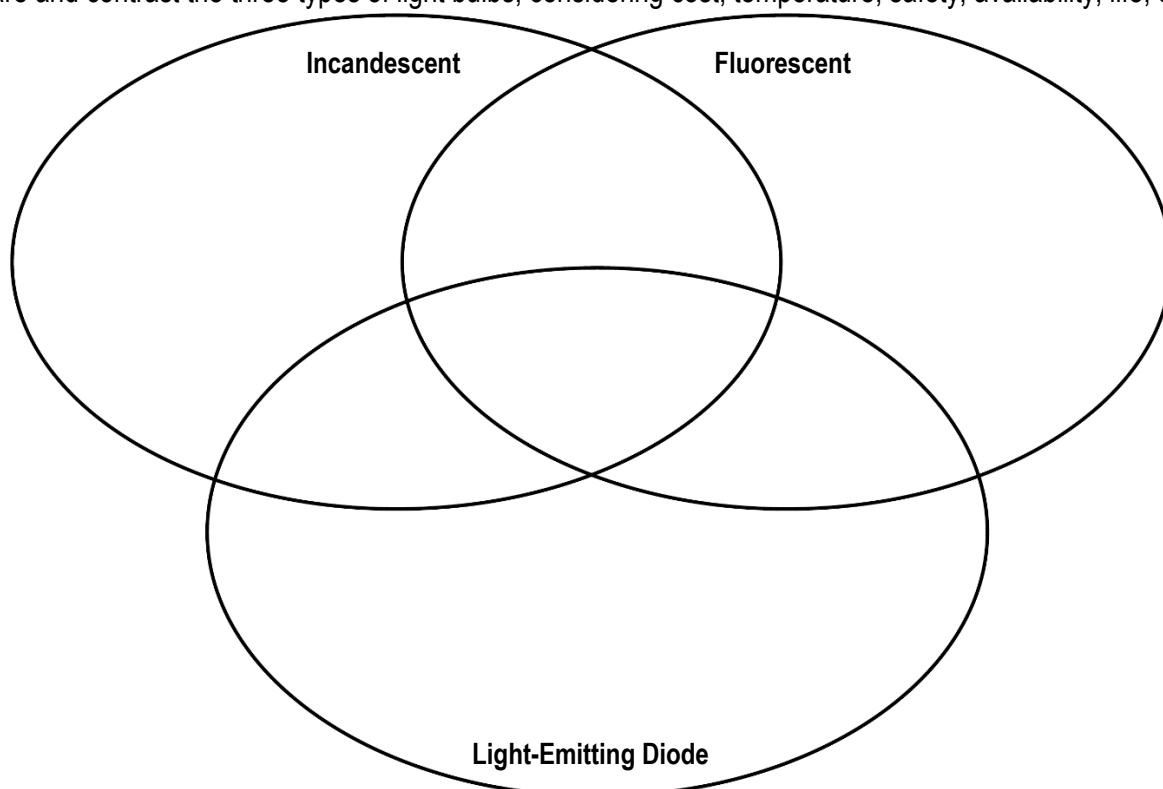 and contrast the three types of light bulbs, considering cost, temperature, safety, availability, life,
Incandescent
Fluorescent
Light-Emitting Diode